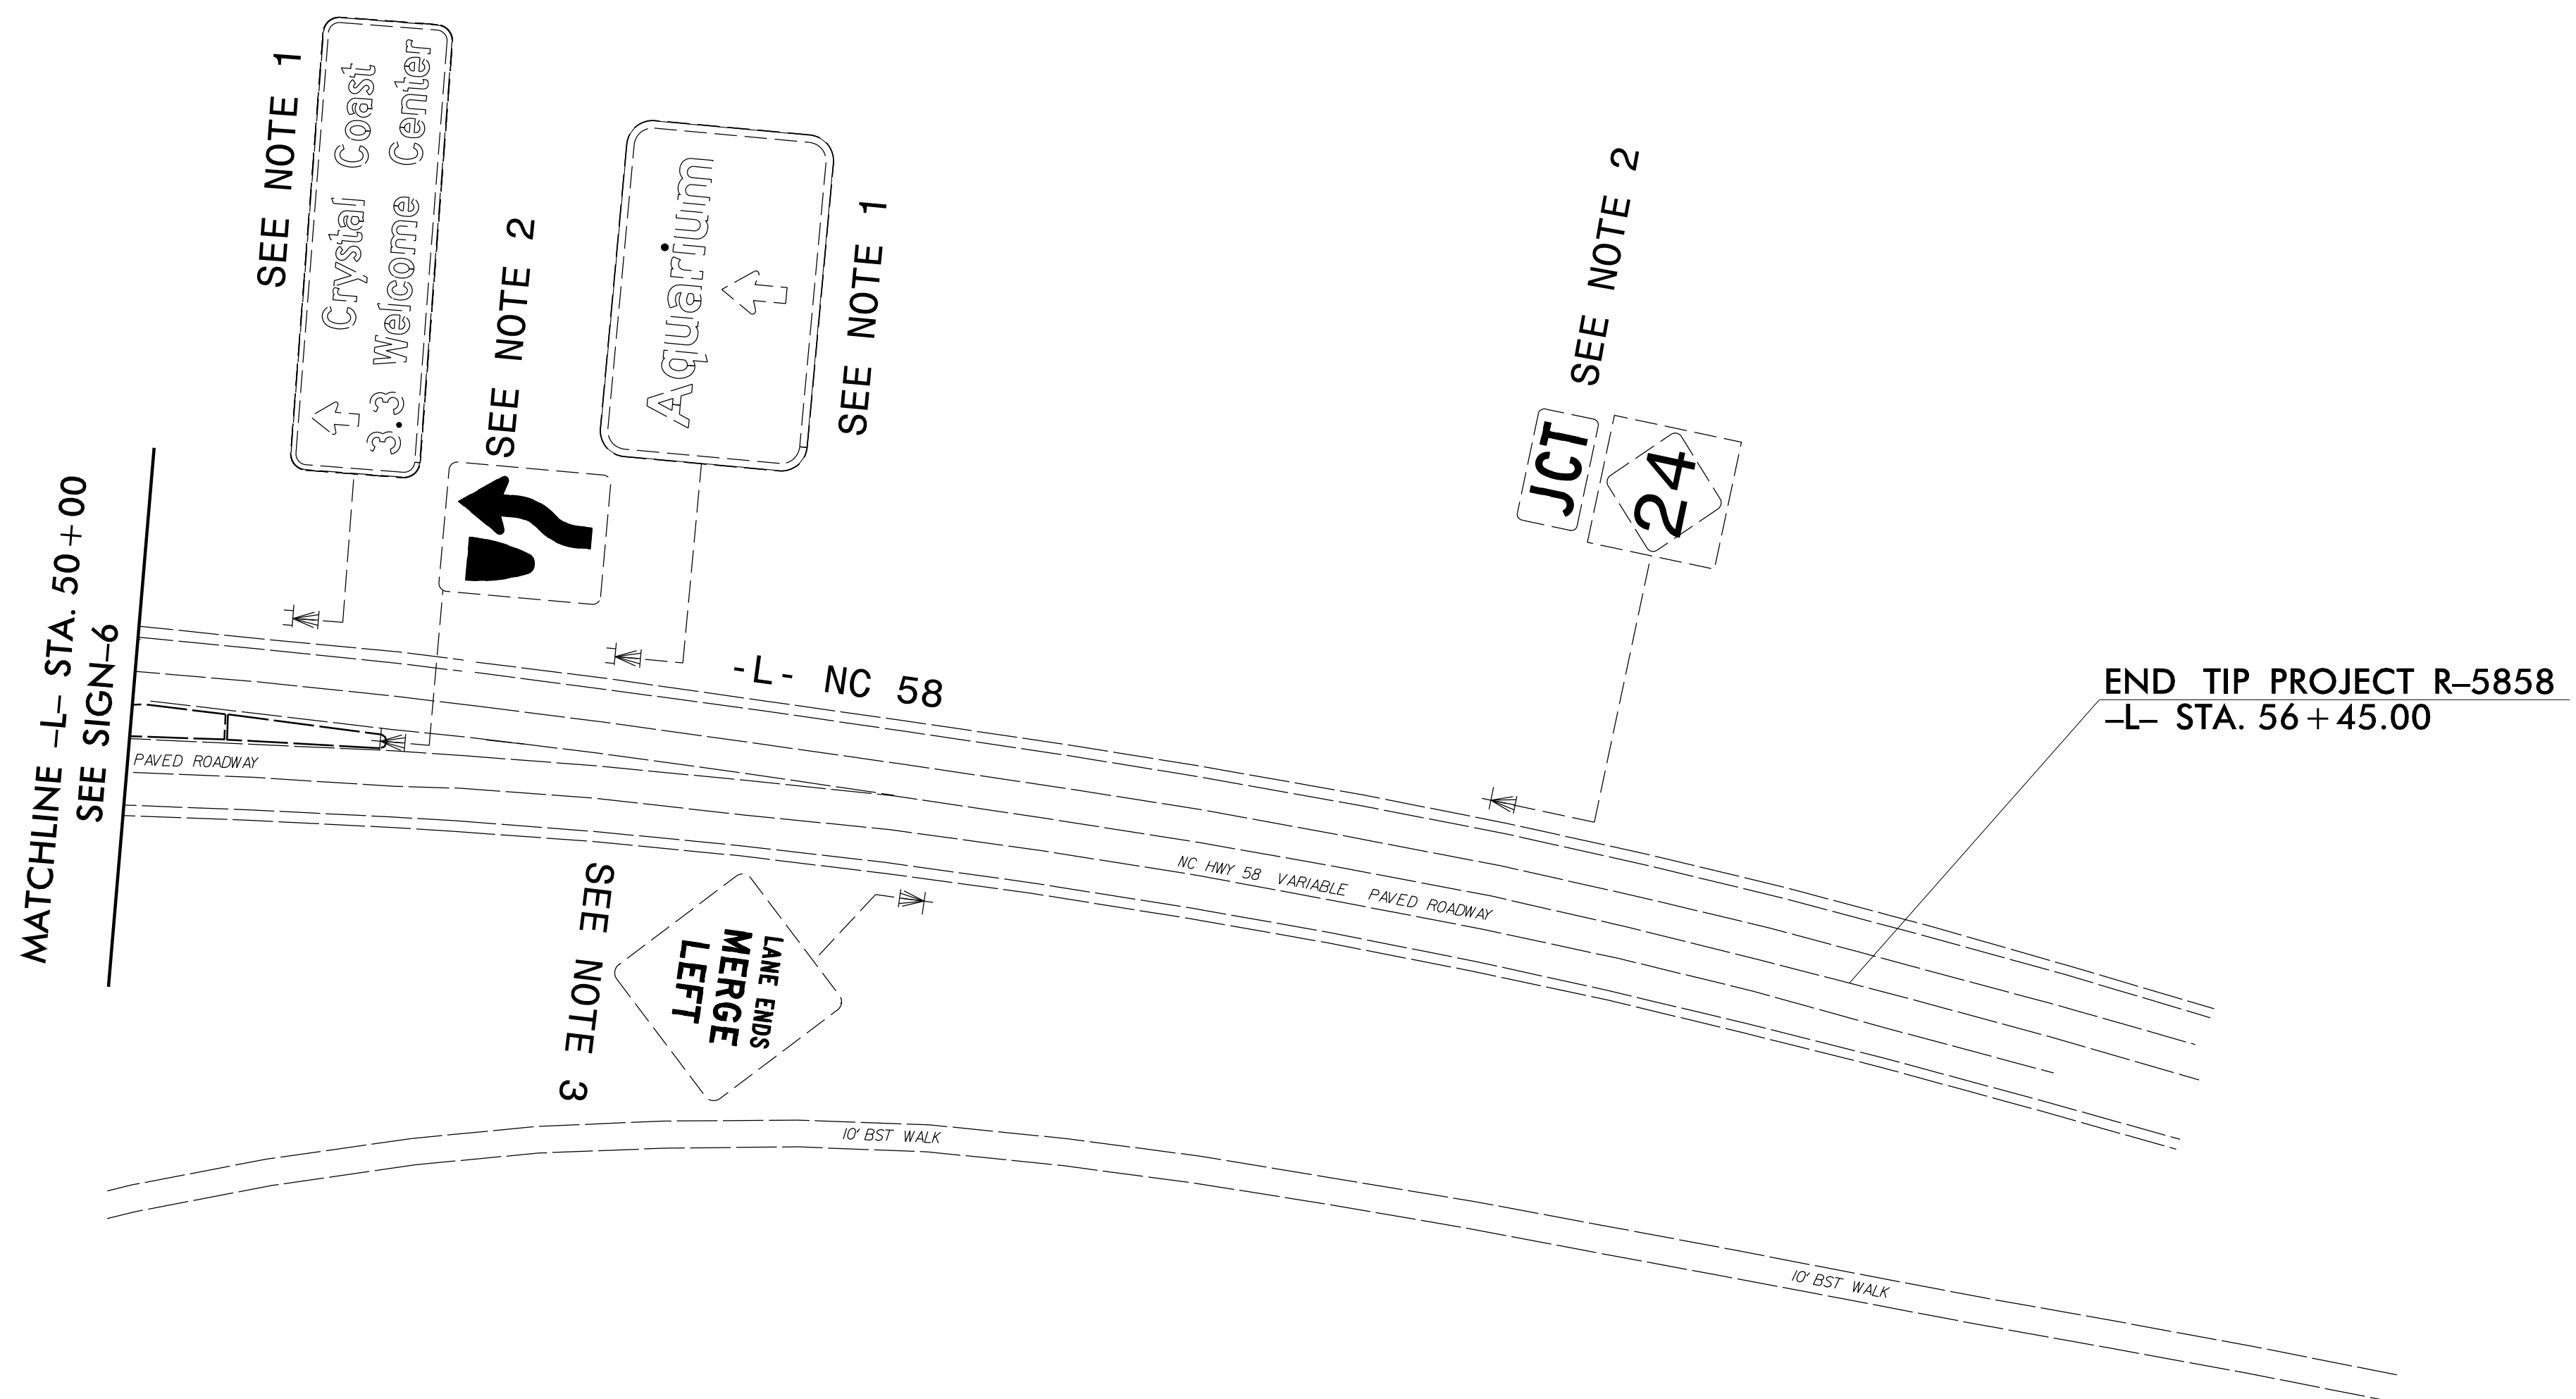 SEE NOTE 1
Crystal Coast
3.3 Welcome Center
SEE NOTE 2
Aquarium
SEE NOTE 1
SEE NOTE 2
JCT
24
MATCHLINE -L- STA. 50+00
SEE SIGN-6
-L- NC 58
END TIP PROJECT R-5858
-L- STA. 56+45.00
PAVED ROADWAY
NC HWY 58 VARIABLE PAVED ROADWAY
SEE NOTE 3
LANE ENDS
MERGE
LEFT
10' BST WALK
10' BST WALK